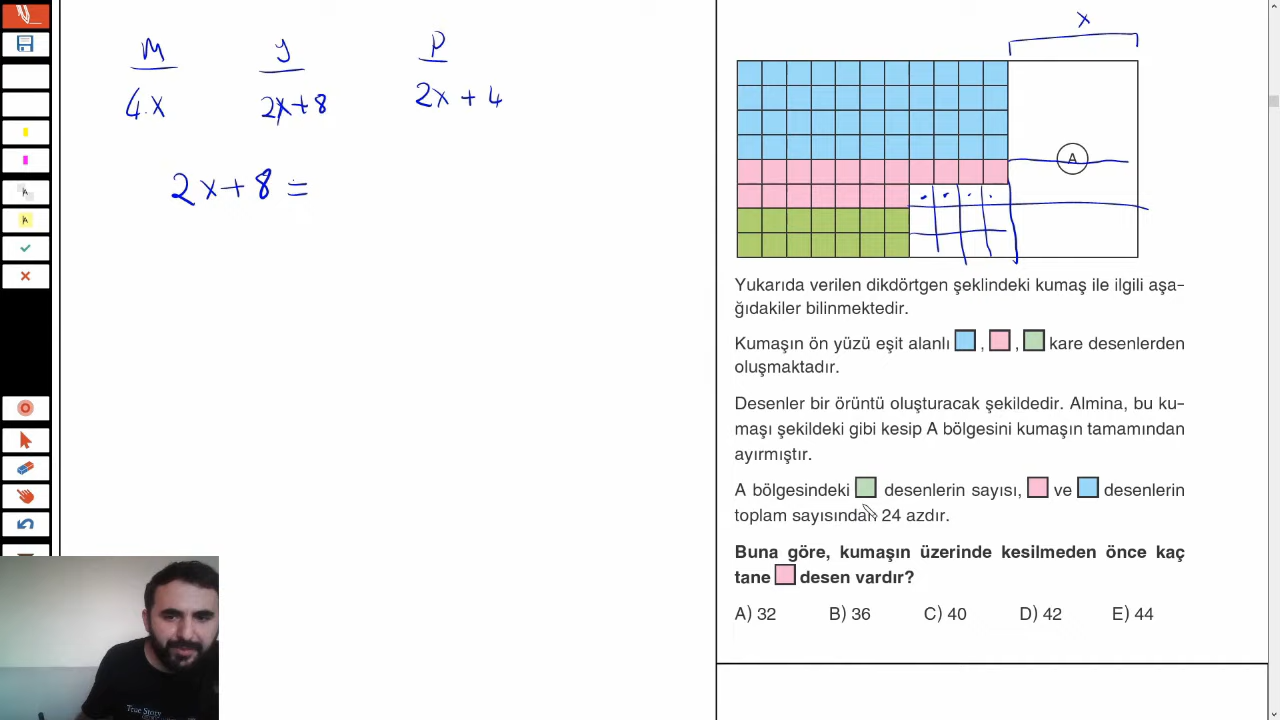 M y P
4.x 2x+8 2x+4
2x+8=
x
A
Yukarıda verilen dikdörtgen şeklindeki kumaş ile ilgili aşa-
ğıdakiler bilinmektedir.
Kumaşın ön yüzü eşit alanlı , , kare desenlerden
oluşmaktadır.
Desenler bir örüntü oluşturacak şekildedir. Almina, bu ku-
maşı şekildeki gibi kesip A bölgesini kumaşın tamamından
ayırmıştır.
A bölgesindeki desenlerin sayısı, ve desenlerin
toplam sayısından 24 azdır.
Buna göre, kumaşın üzerinde kesilmeden önce kaç
tane desen vardır?
A) 32 B) 36 C) 40 D) 42 E) 44
True Story